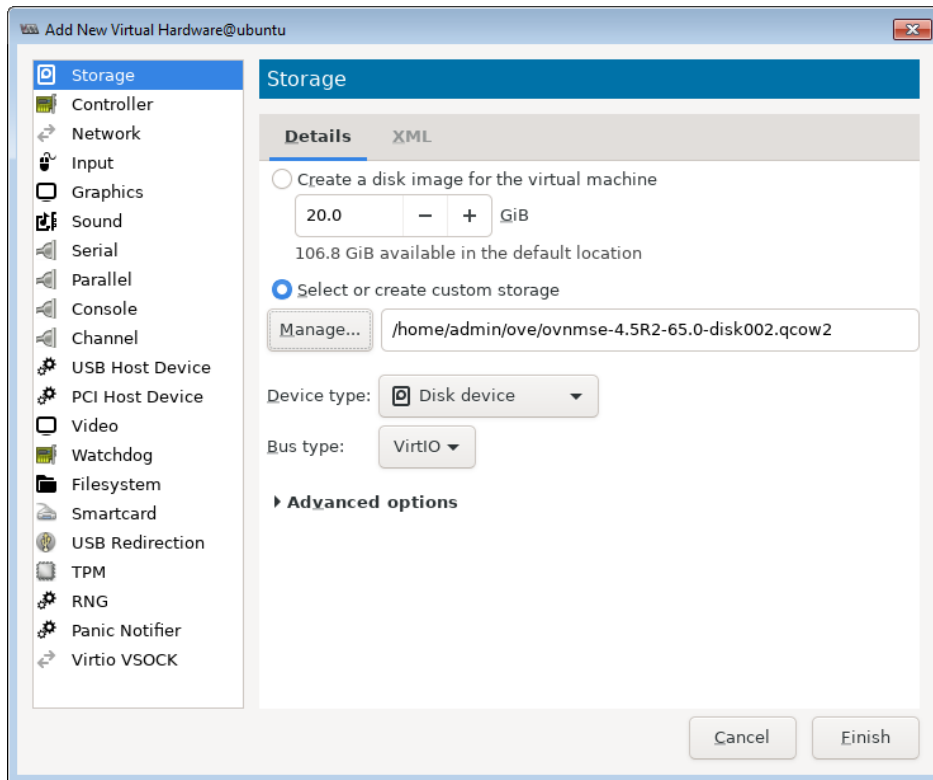 Add New Virtual Hardware@ubuntu
Storage
Controller
Network
Input
Graphics
Sound
Serial
Parallel
Console
Channel
USB Host Device
PCI Host Device
Video
Watchdog
Filesystem
Smartcard
USB Redirection
TPM
RNG
Panic Notifier
Virtio VSOCK
Storage
Details XML
Create a disk image for the virtual machine
20.0 − + GiB
106.8 GiB available in the default location
Select or create custom storage
Manage... /home/admin/ove/ovnmse-4.5R2-65.0-disk002.qcow2
Device type: Disk device
Bus type: VirtIO
Advanced options
Cancel Finish